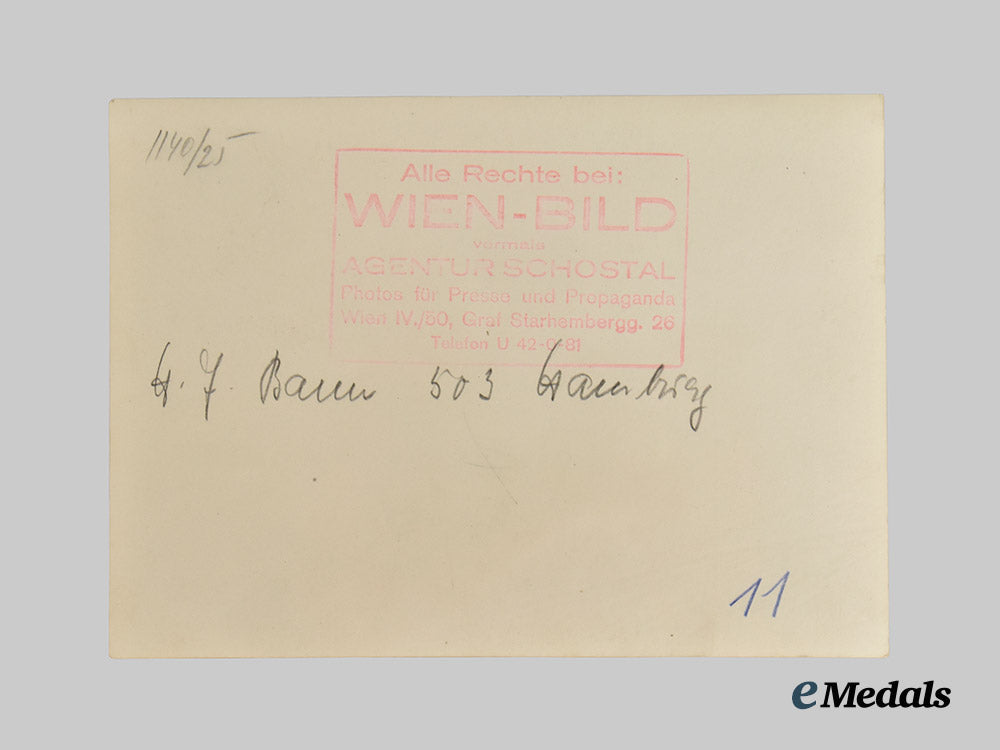 1140/25
Alle Rechte bei:
WIEN-BILD
vormals
AGENTUR SCHOSTAL
Photos für Presse und Propaganda
Wien IV./50, Graf Starhembergg. 26
Telefon U 42-0-81
H. J. Bann 503 Hamburg
11
eMedals